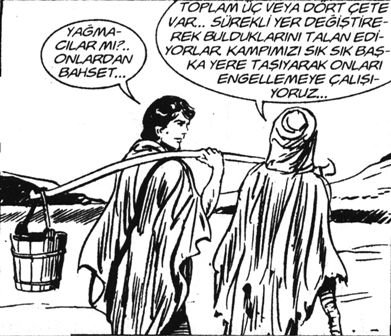 YAĞMA-
CILAR MI?..
ONLARDAN
BAHSET...
TOPLAM ÜÇ VEYA DÖRT ÇETE
VAR... SÜREKLİ YER DEĞİŞTİRE-
REK BULDUKLARINI TALAN EDİ-
YORLAR. KAMPIMIZI SIK SIK BAŞ-
KA YERE TAŞIYARAK ONLARI
ENGELLEMEYE ÇALIŞI-
YORUZ...